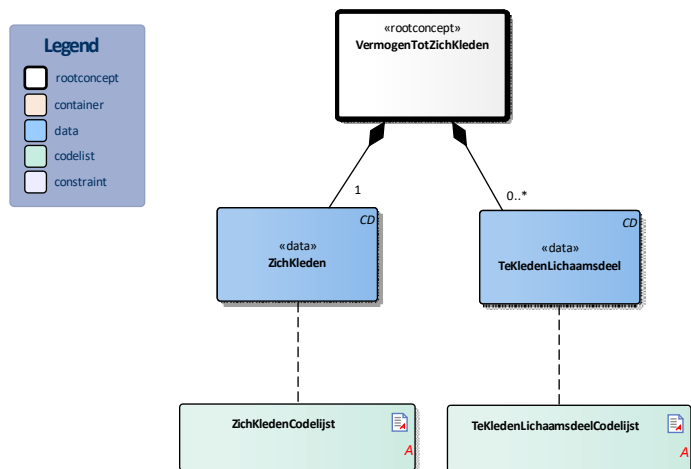 Legend
rootconcept
container
data
codelist
constraint
«rootconcept»
VermogenTotZichKleden
1
0..*
CD
«data»
ZichKleden
CD
«data»
TeKledenLichaamsdeel
ZichKledenCodelijst
A
TeKledenLichaamsdeelCodelijst
A